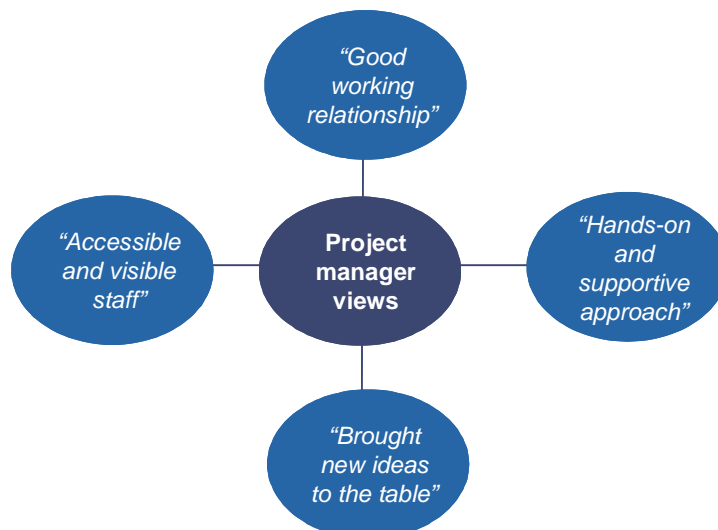 “Good
working
relationship”
“Accessible
and visible
staff”
Project
manager
views
“Hands-on
and
supportive
approach”
“Brought
new ideas
to the table”